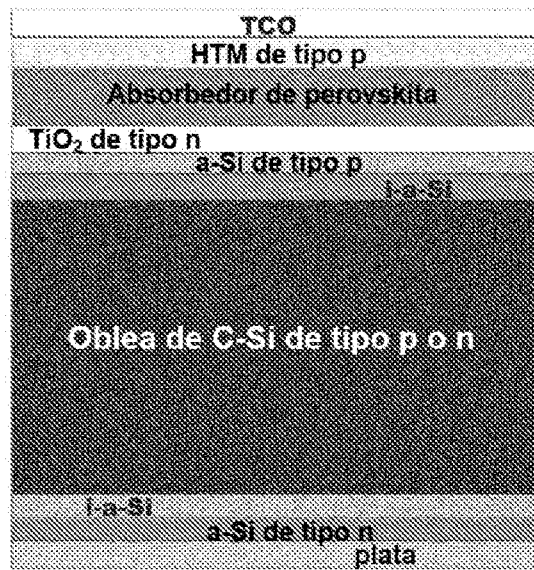 TCO
HTM de tipo p
Absorbedor de perovskita
TiO₂ de tipo n
a-Si de tipo p
i-a-Si
Oblea de C-Si de tipo p o n
i-a-Si
a-Si de tipo n
plata